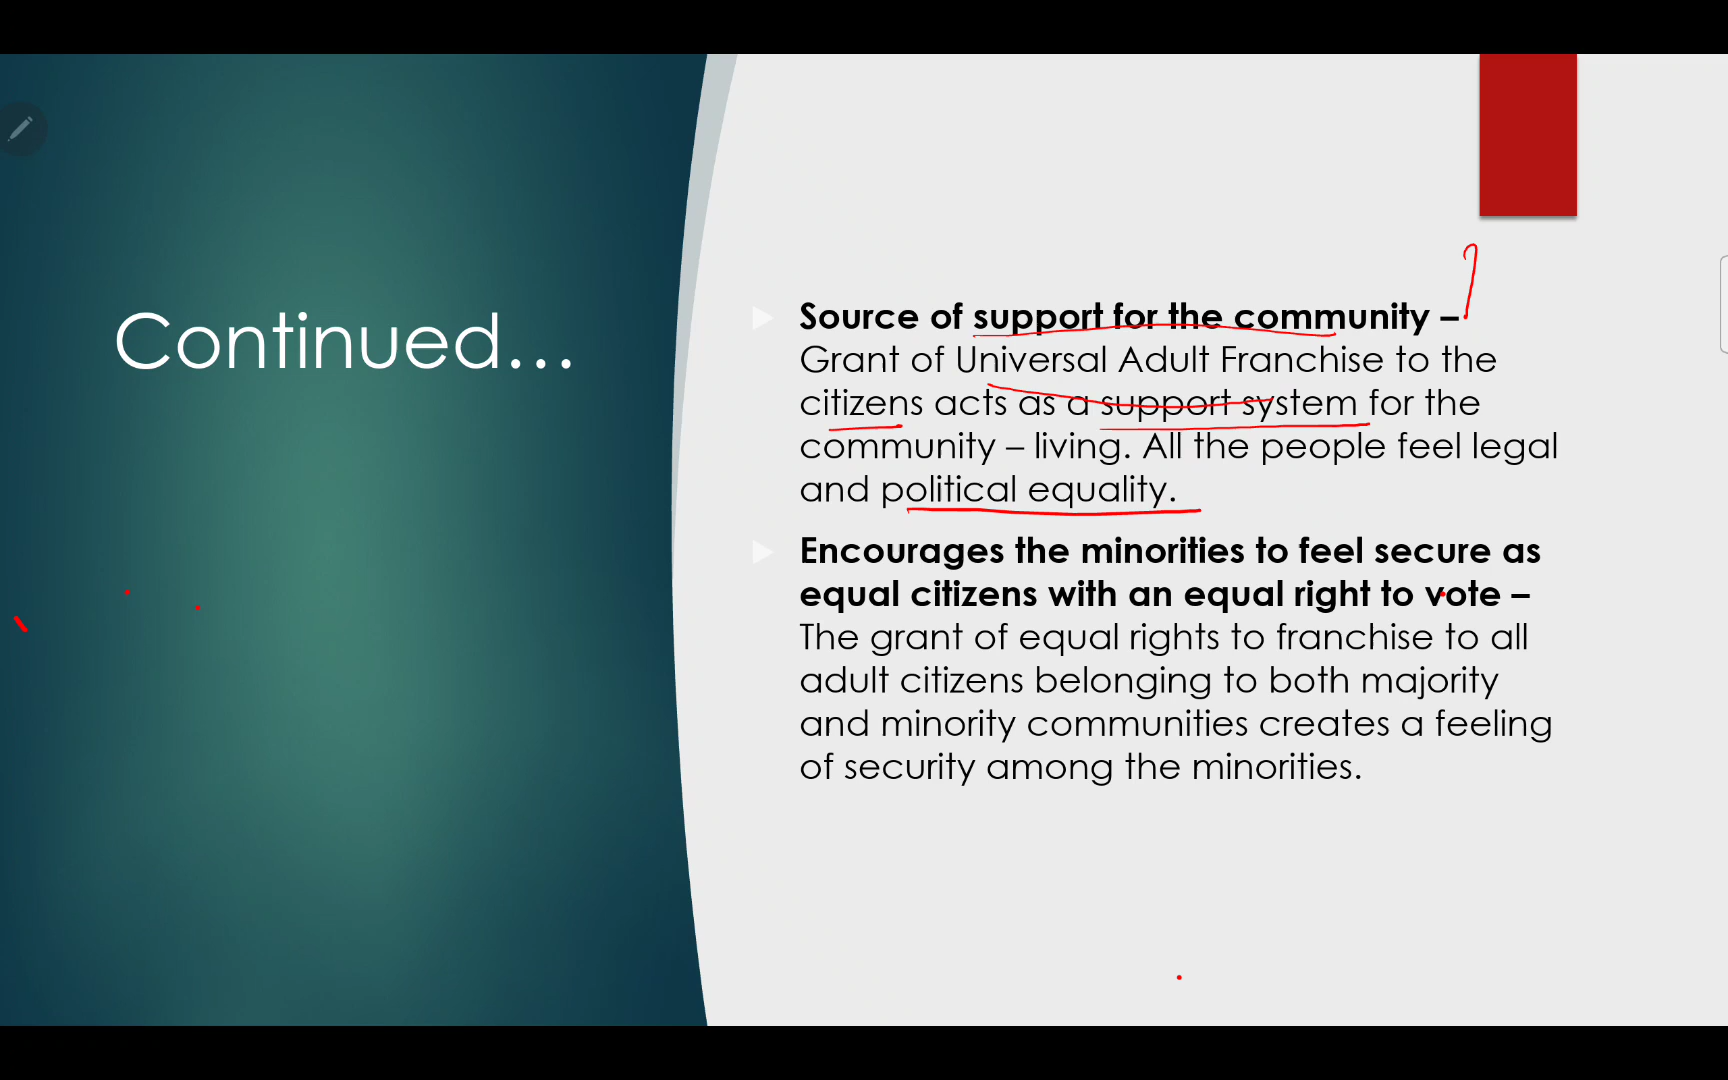 Continued...
Source of support for the community –
Grant of Universal Adult Franchise to the
citizens acts as a support system for the
community – living. All the people feel legal
and political equality.
Encourages the minorities to feel secure as
equal citizens with an equal right to vote –
The grant of equal rights to franchise to all
adult citizens belonging to both majority
and minority communities creates a feeling
of security among the minorities.